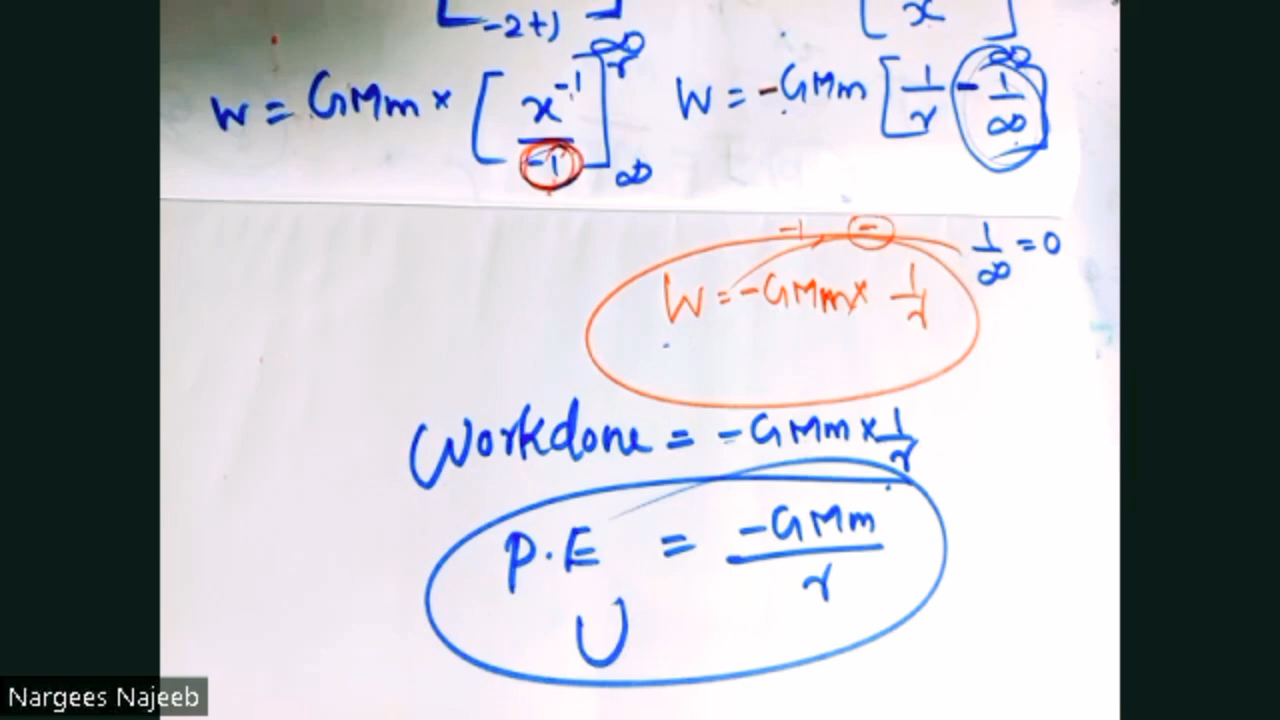 -2+1 ∞
x ∞
W = GMm × [x⁻¹/-1]ʳ∞
W = -GMm [1/r - 1/∞]
-1 -
1/∞ = 0
W = -GMm× 1/r
Workdone = -GMm×1/r
P.E = -GMm/r
U
Nargees Najeeb